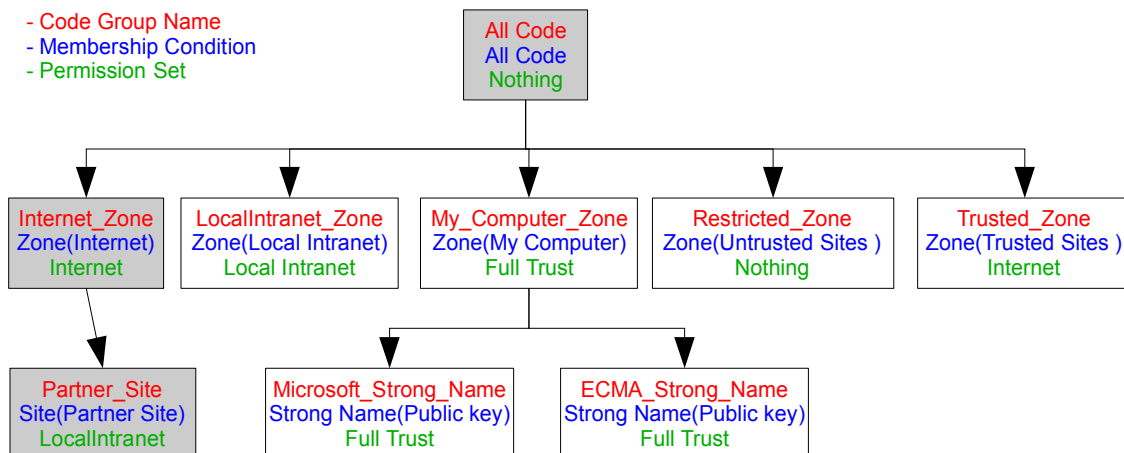 - Code Group Name
- Membership Condition
- Permission Set
All Code
All Code
Nothing
Internet_Zone
Zone(Internet)
Internet
LocalIntranet_Zone
Zone(Local Intranet)
Local Intranet
My_Computer_Zone
Zone(My Computer)
Full Trust
Restricted_Zone
Zone(Untrusted Sites )
Nothing
Trusted_Zone
Zone(Trusted Sites )
Internet
Partner_Site
Site(Partner Site)
LocalIntranet
Microsoft_Strong_Name
Strong Name(Public key)
Full Trust
ECMA_Strong_Name
Strong Name(Public key)
Full Trust